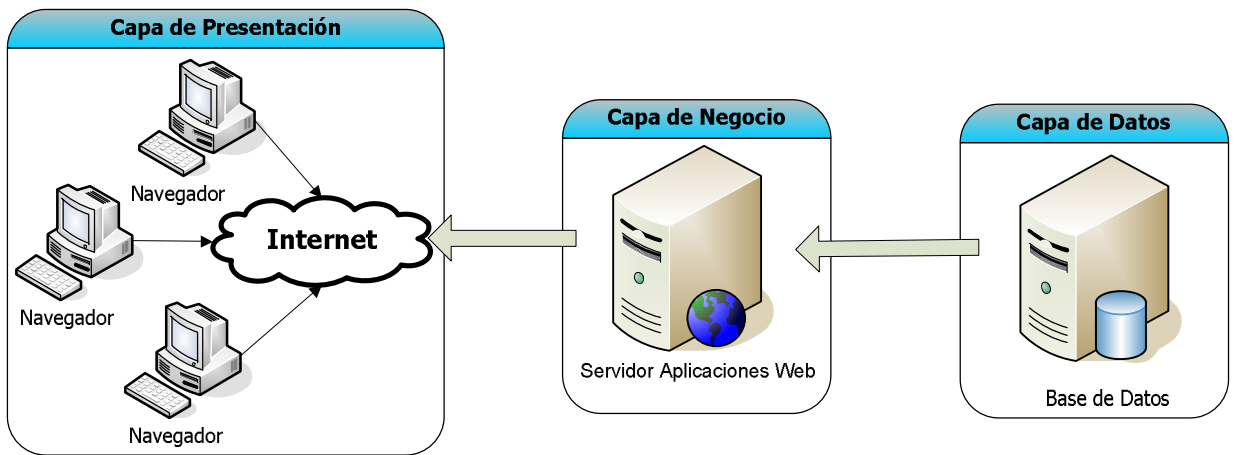 Capa de Presentación
Navegador
Navegador
Navegador
Internet
Capa de Negocio
Servidor Aplicaciones Web
Capa de Datos
Base de Datos